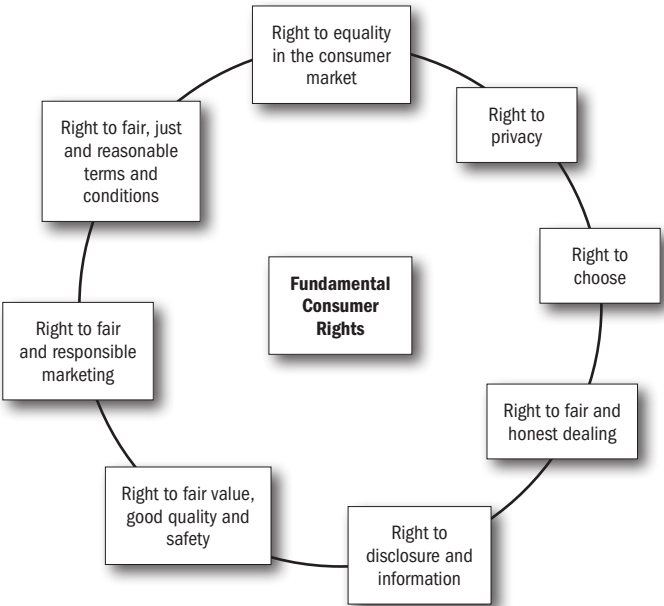 Right to equality
in the consumer
market
Right to
privacy
Right to
choose
Right to fair and
honest dealing
Right to
disclosure and
information
Right to fair value,
good quality and
safety
Right to fair
and responsible
marketing
Right to fair, just
and reasonable
terms and
conditions
Fundamental
Consumer
Rights